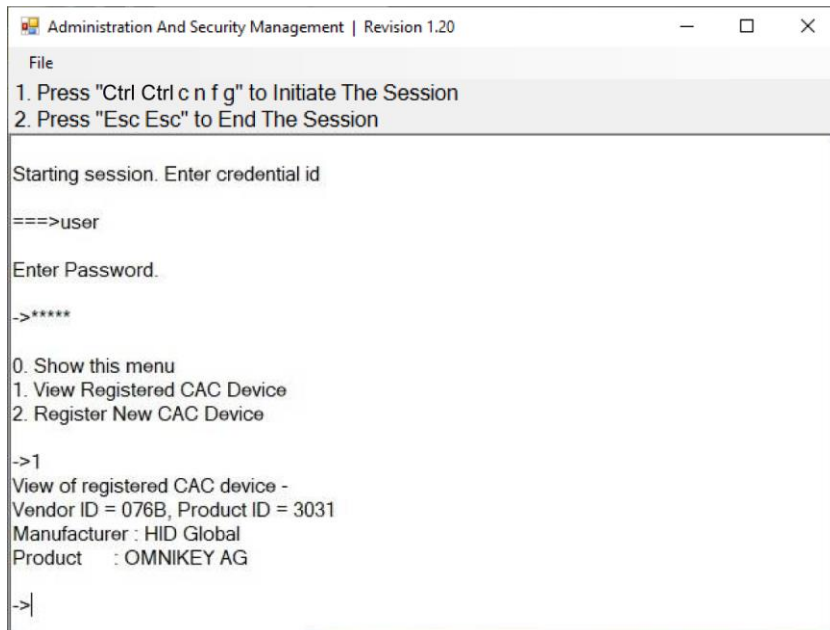 Administration And Security Management | Revision 1.20
File
1. Press "Ctrl Ctrl c n f g" to Initiate The Session
2. Press "Esc Esc" to End The Session
Starting session. Enter credential id
===>user
Enter Password.
->*****
0. Show this menu
1. View Registered CAC Device
2. Register New CAC Device
->1
View of registered CAC device -
Vendor ID = 076B, Product ID = 3031
Manufacturer : HID Global
Product : OMNIKEY AG
->